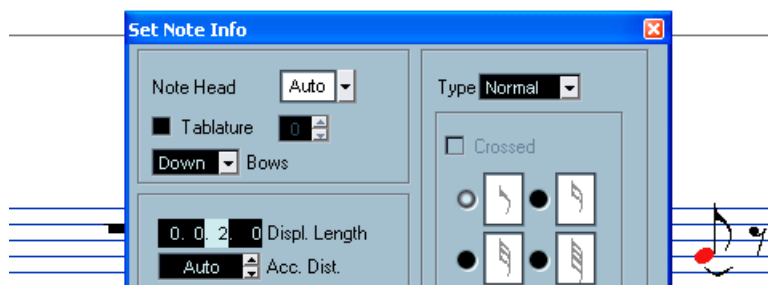 Set Note Info
Note Head Auto
Type Normal
Tablature 0
Crossed
Down Bows
0. 0. 2. 0 Displ. Length
Auto Acc. Dist.